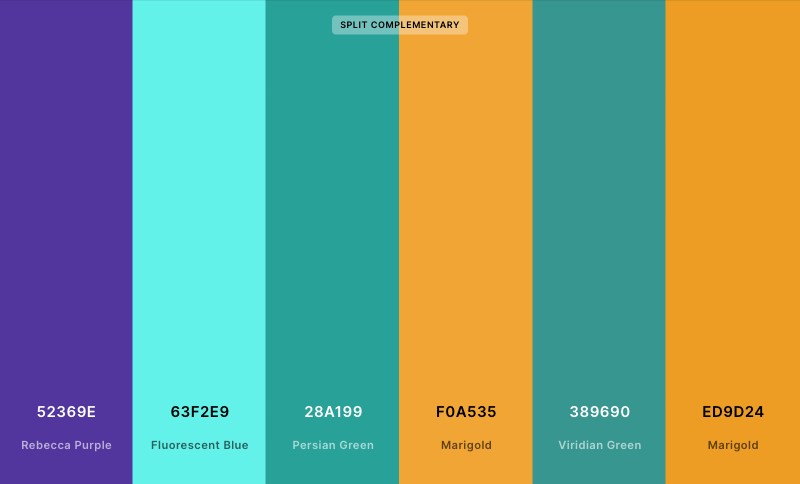 SPLIT COMPLEMENTARY
52369E 63F2E9 28A199 F0A535 389690 ED9D24
Rebecca Purple Fluorescent Blue Persian Green Marigold Viridian Green Marigold